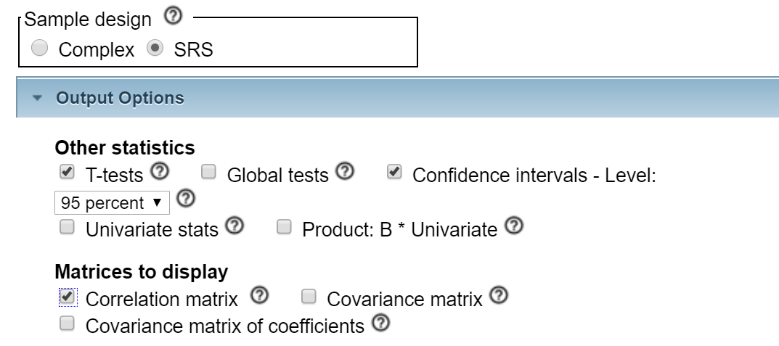 Sample design ?
Complex SRS
Output Options
Other statistics
T-tests ? Global tests ? Confidence intervals - Level:
95 percent ▼ ?
Univariate stats ? Product: B * Univariate ?
Matrices to display
Correlation matrix ? Covariance matrix ?
Covariance matrix of coefficients ?